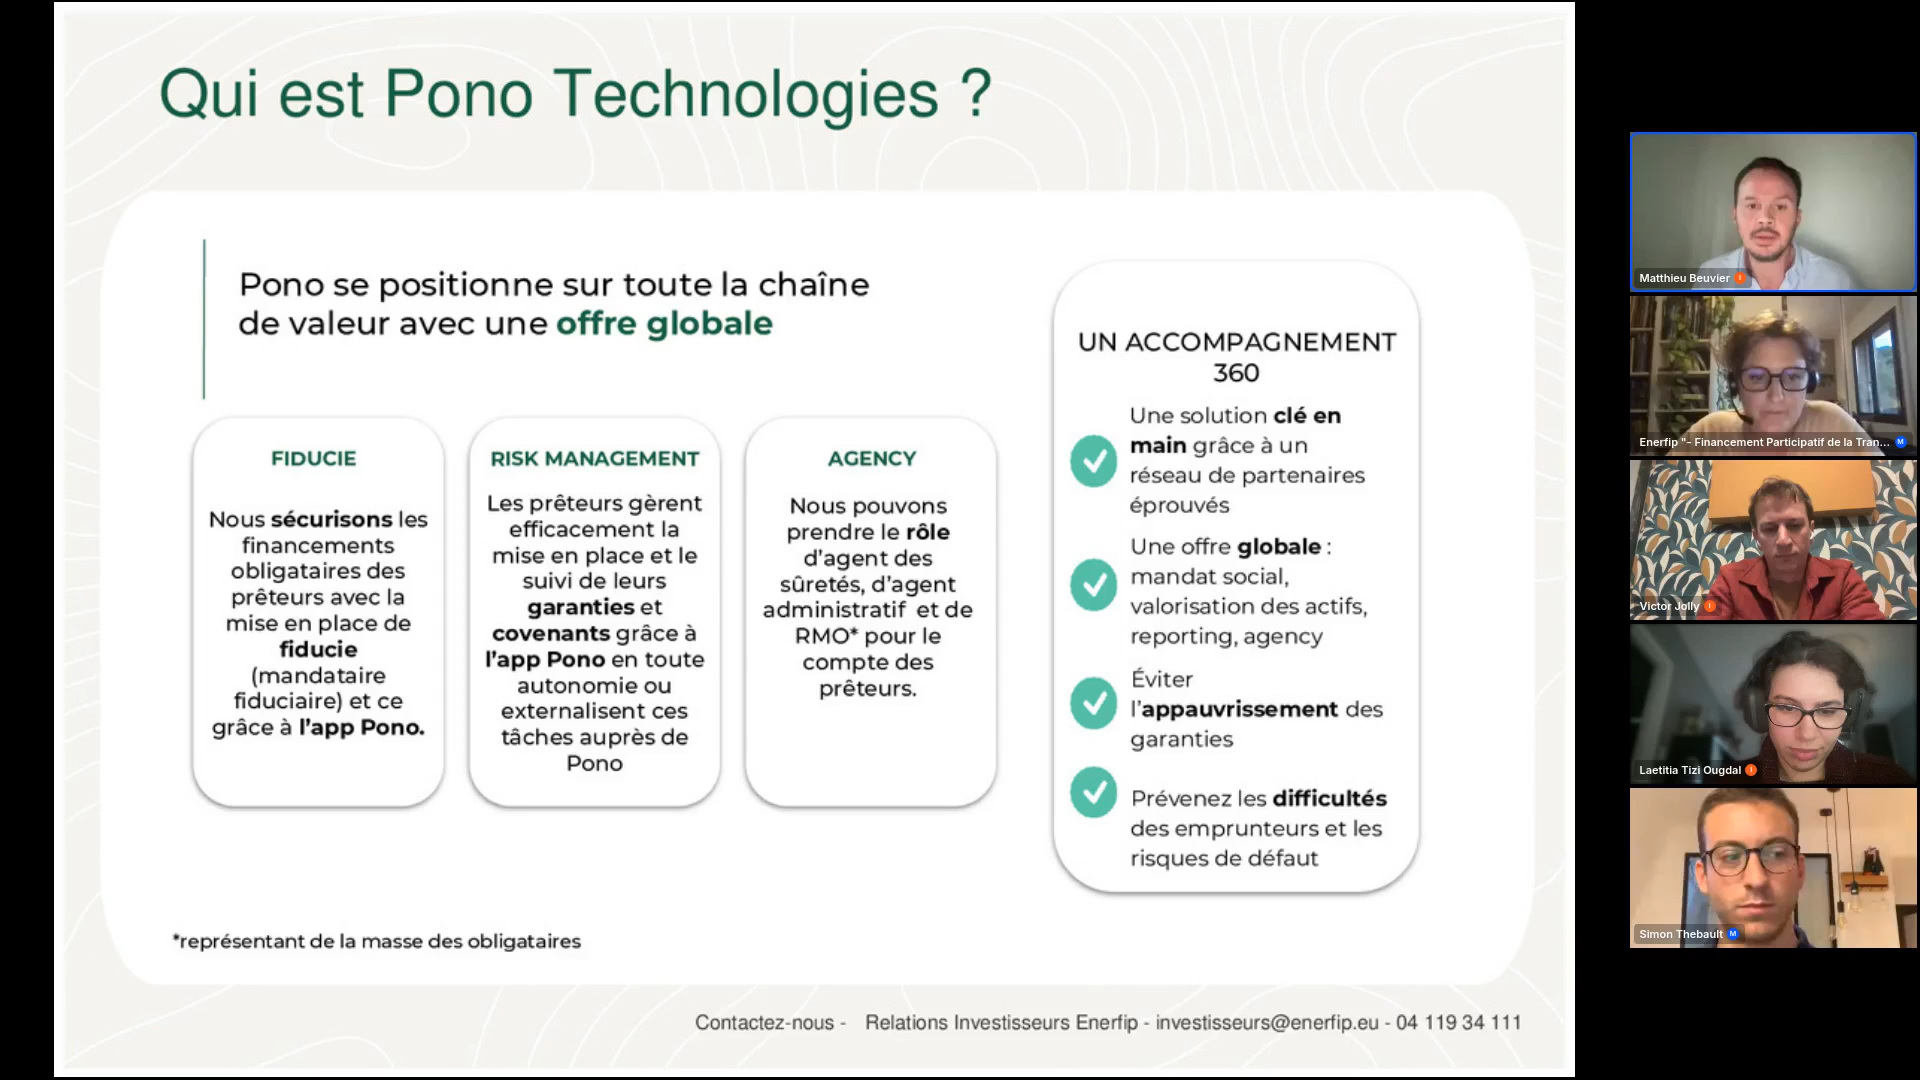 Qui est Pono Technologies ?
Pono se positionne sur toute la chaîne
de valeur avec une offre globale
FIDUCIE
Nous sécurisons les
financements
obligataires des
prêteurs avec la
mise en place de
fiducie
(mandataire
fiduciaire) et ce
grâce à l’app Pono.
RISK MANAGEMENT
Les prêteurs gèrent
efficacement la
mise en place et le
suivi de leurs
garanties et
covenants grâce à
l’app Pono en toute
autonomie ou
externalisent ces
tâches auprès de
Pono
AGENCY
Nous pouvons
prendre le rôle
d’agent des
sûretés, d’agent
administratif et de
RMO* pour le
compte des
prêteurs.
UN ACCOMPAGNEMENT
360
Une solution clé en
main grâce à un
réseau de partenaires
éprouvés
Une offre globale :
mandat social,
valorisation des actifs,
reporting, agency
Éviter
l’appauvrissement des
garanties
Prévenez les difficultés
des emprunteurs et les
risques de défaut
*représentant de la masse des obligataires
Contactez-nous - Relations Investisseurs Enerfip - investisseurs@enerfip.eu - 04 119 34 111
Matthieu Beuvier I
Enerfip "- Financement Participatif de la Tran... M
Victor Jolly I
Laetitia Tizi Ougdal I
Simon Thebault M